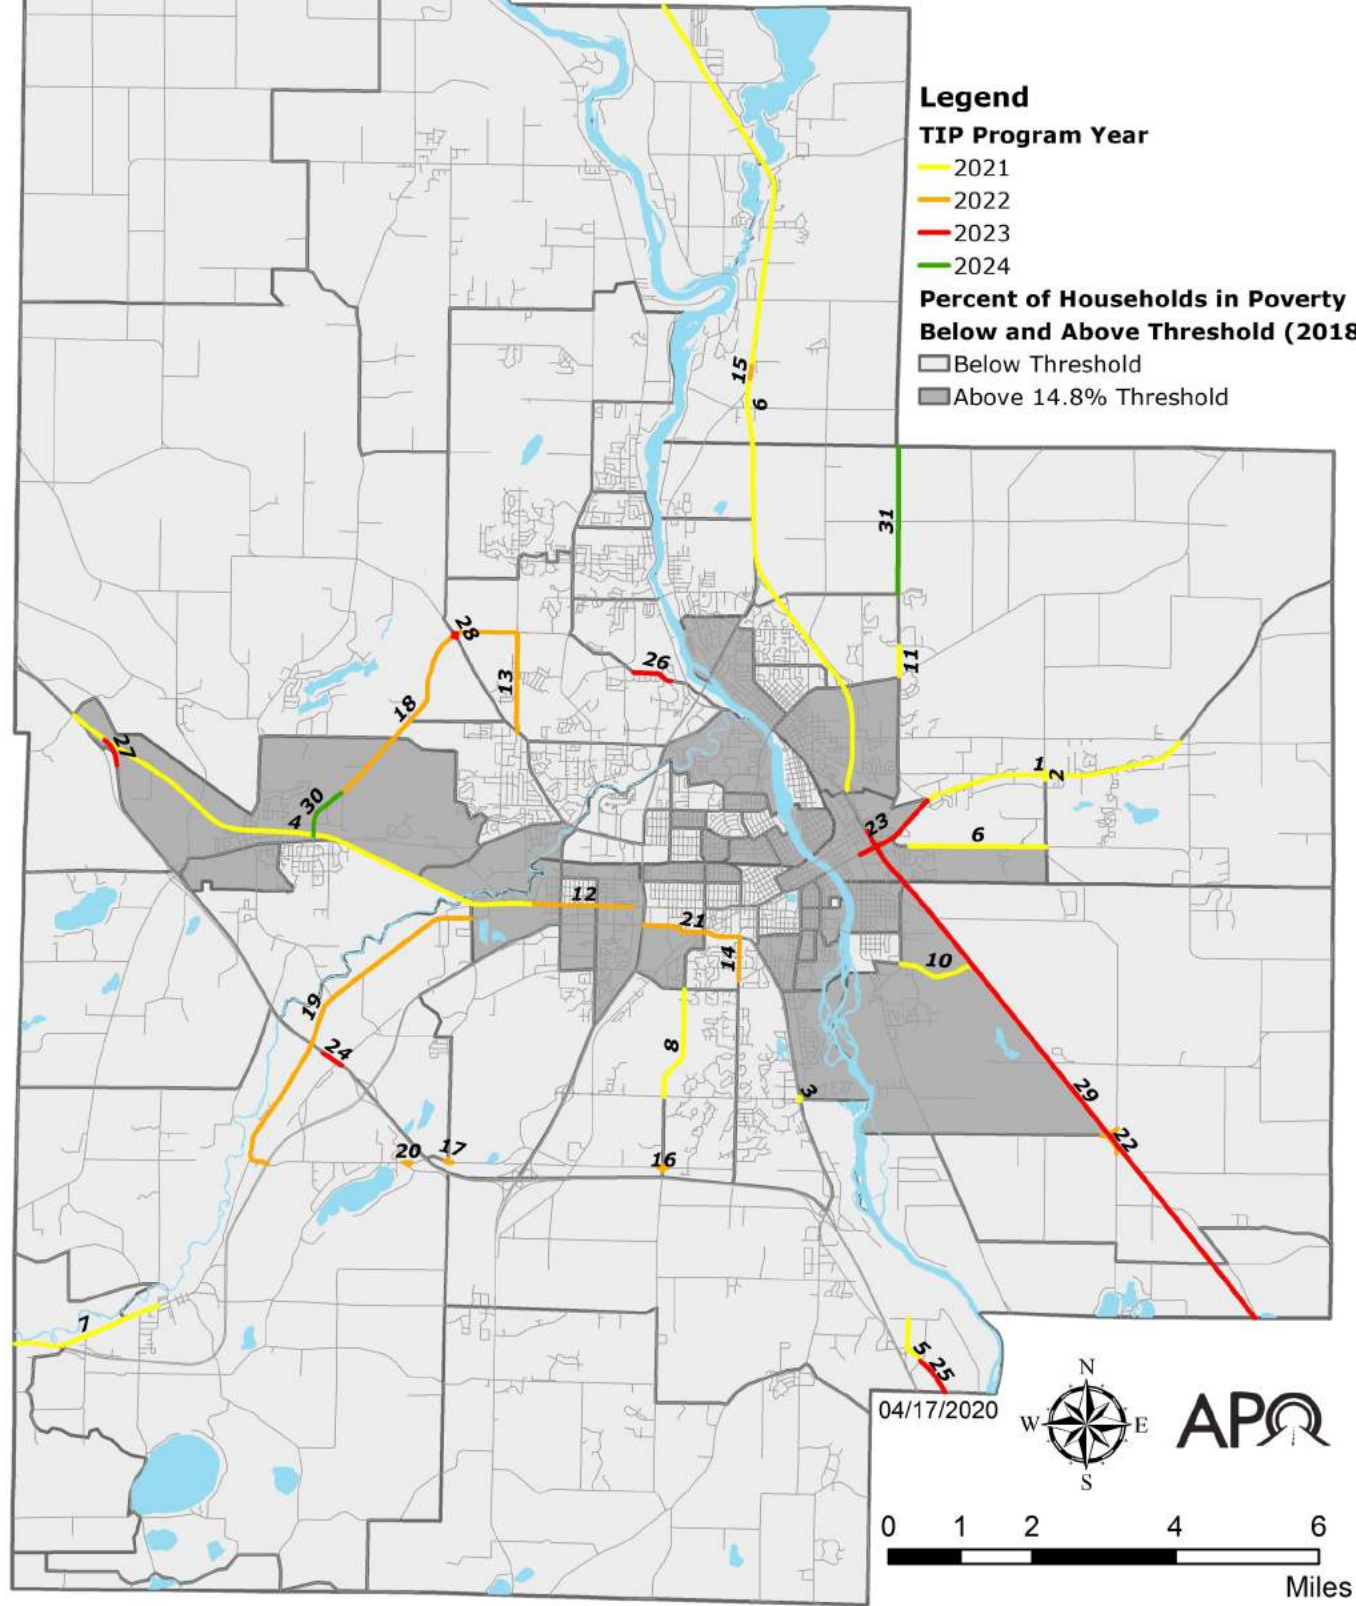 Legend
TIP Program Year
2021
2022
2023
2024
Percent of Households in Poverty
Below and Above Threshold (2018
Below Threshold
Above 14.8% Threshold
15
9
31
28
26
11
13
18
27
30
4
1
2
23
6
12
21
14
10
19
24
8
3
29
22
20
17
16
7
5
25
04/17/2020
N
W
E
S
APO
0 1 2 4 6
Miles